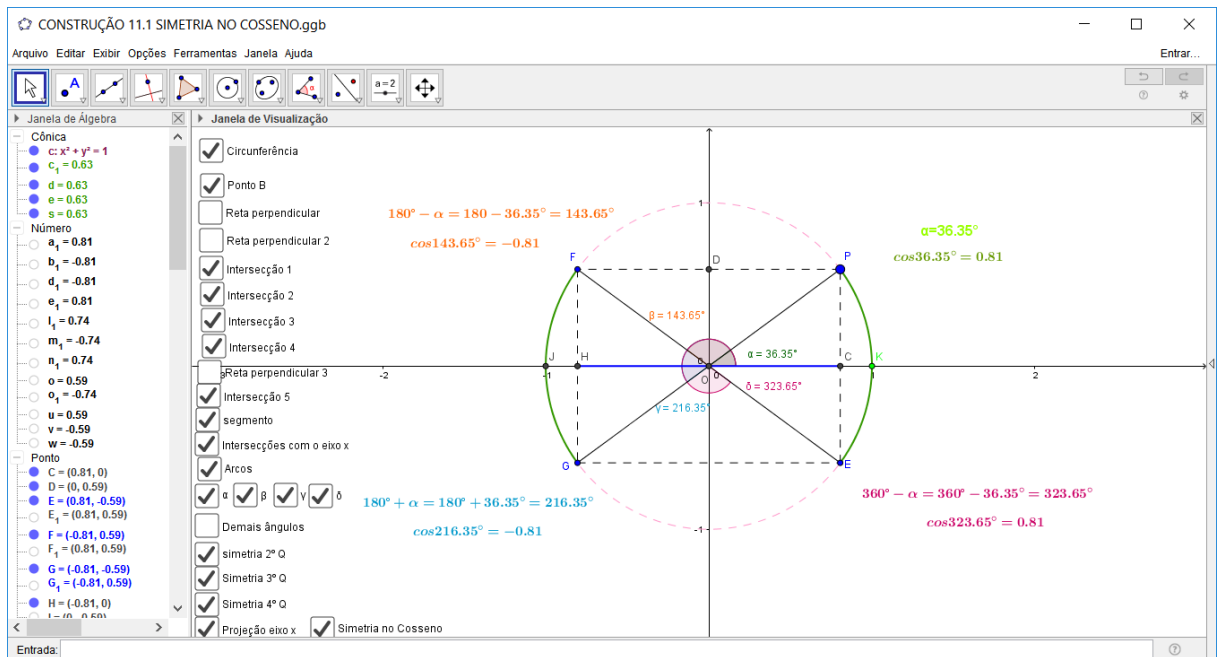 CONSTRUÇÃO 11.1 SIMETRIA NO COSSENO.ggb
Arquivo Editar Exibir Opções Ferramentas Janela Ajuda
Entrar...
A
α
a=2
Janela de Álgebra
Cônica
c: x² + y² = 1
c₁ = 0.63
d = 0.63
e = 0.63
s = 0.63
Número
a₁ = 0.81
b₁ = -0.81
d₁ = -0.81
e₁ = 0.81
l₁ = 0.74
m₁ = -0.74
n₁ = 0.74
o = 0.59
o₁ = -0.74
u = 0.59
v = -0.59
w = -0.59
Ponto
C = (0.81, 0)
D = (0, 0.59)
E = (0.81, -0.59)
E₁ = (0.81, 0.59)
F = (-0.81, 0.59)
F₁ = (0.81, 0.59)
G = (-0.81, -0.59)
G₁ = (-0.81, 0.59)
H = (-0.81, 0)
Janela de Visualização
Circunferência
Ponto B
Reta perpendicular
Reta perpendicular 2
Intersecção 1
Intersecção 2
Intersecção 3
Intersecção 4
Reta perpendicular 3
Intersecção 5
segmento
Intersecções com o eixo x
Arcos
α β γ δ
Demais ângulos
simetria 2º Q
Simetria 3º Q
Simetria 4º Q
Projeção eixo x Simetria no Cosseno
180° − α = 180 − 36.35° = 143.65°
cos143.65° = −0.81
α=36.35°
cos36.35° = 0.81
1
F
D
P
β = 143.65°
α = 36.35°
J
H
C
K
-2
-1
O
0
1
2
δ = 323.65°
γ = 216.35°
G
E
180° + α = 180° + 36.35° = 216.35°
cos216.35° = −0.81
360° − α = 360° − 36.35° = 323.65°
cos323.65° = 0.81
-1
Entrada: